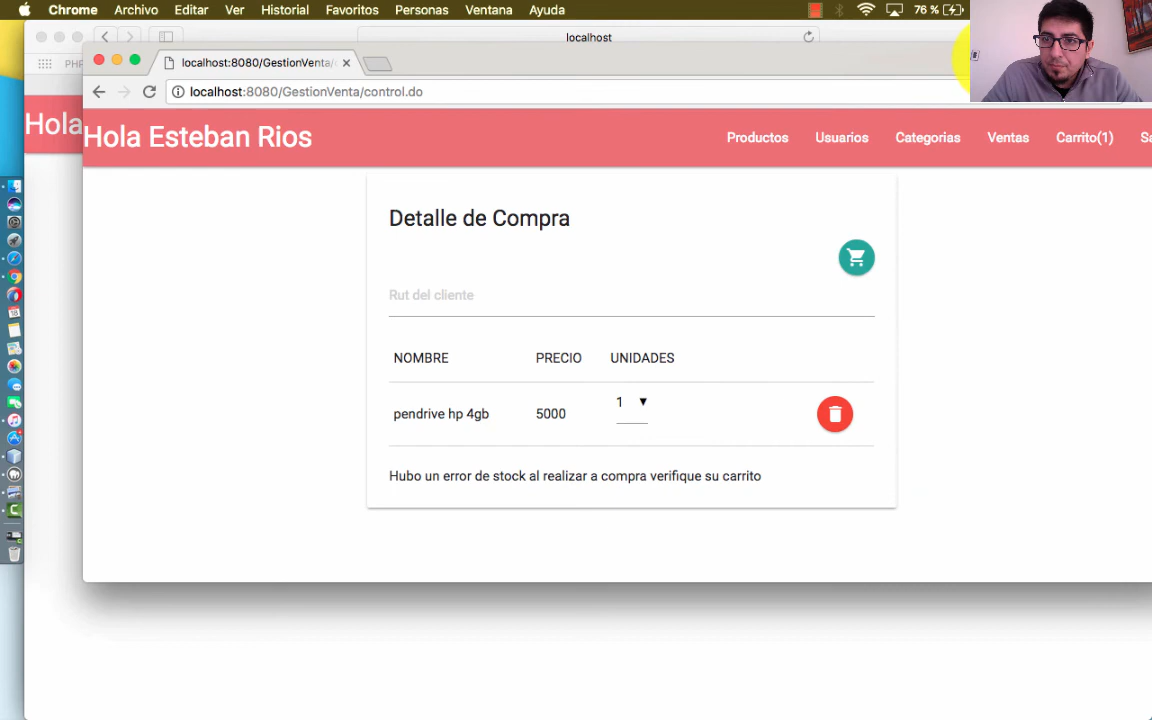 Chrome Archivo Editar Ver Historial Favoritos Personas Ventana Ayuda 76 %
localhost
PHP
localhost:8080/GestionVenta/
localhost:8080/GestionVenta/control.do
Hola
Hola Esteban Rios Productos Usuarios Categorias Ventas Carrito(1) Sa
Detalle de Compra
Rut del cliente
NOMBRE PRECIO UNIDADES
pendrive hp 4gb 5000 1
Hubo un error de stock al realizar a compra verifique su carrito